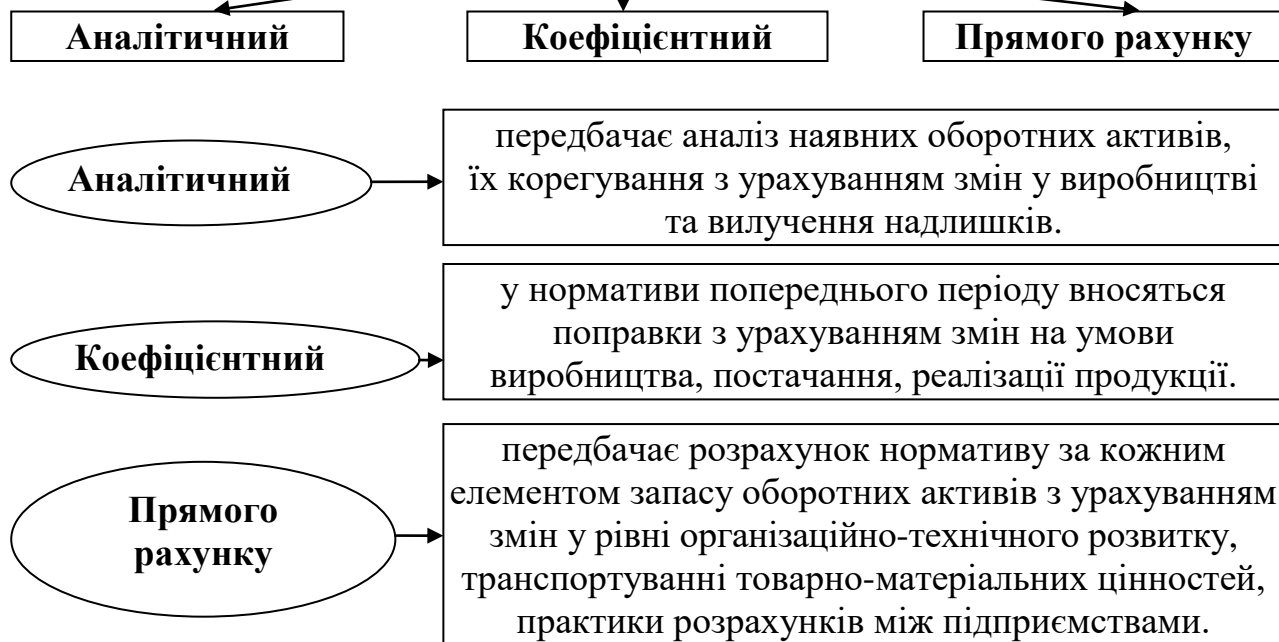 Аналітичний
Коефіцієнтний
Прямого рахунку
Аналітичний
передбачає аналіз наявних оборотних активів,
їх корегування з урахуванням змін у виробництві
та вилучення надлишків.
Коефіцієнтний
у нормативи попереднього періоду вносяться
поправки з урахуванням змін на умови
виробництва, постачання, реалізації продукції.
Прямого
рахунку
передбачає розрахунок нормативу за кожним
елементом запасу оборотних активів з урахуванням
змін у рівні організаційно-технічного розвитку,
транспортуванні товарно-матеріальних цінностей,
практики розрахунків між підприємствами.